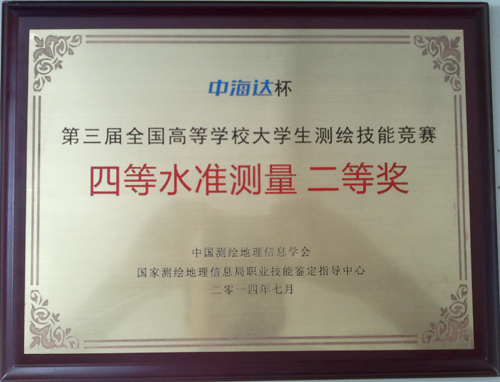 中海达杯
第三届全国高等学校大学生测绘技能竞赛
四等水准测量 二等奖
中国测绘地理信息学会
国家测绘地理信息局职业技能鉴定指导中心
二零一四年七月